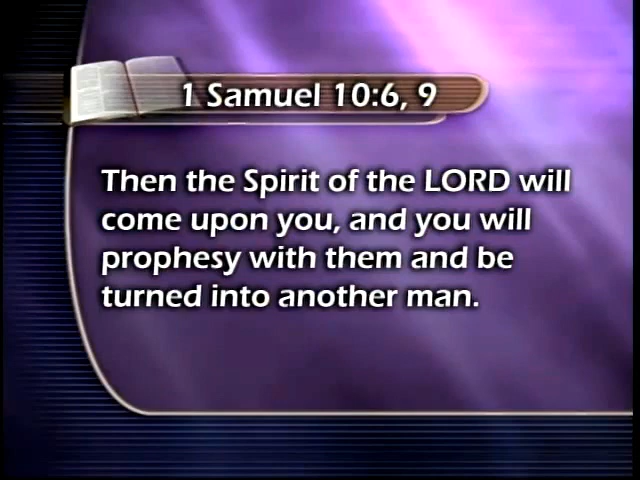 1 Samuel 10:6, 9
Then the Spirit of the LORD will
come upon you, and you will
prophesy with them and be
turned into another man.